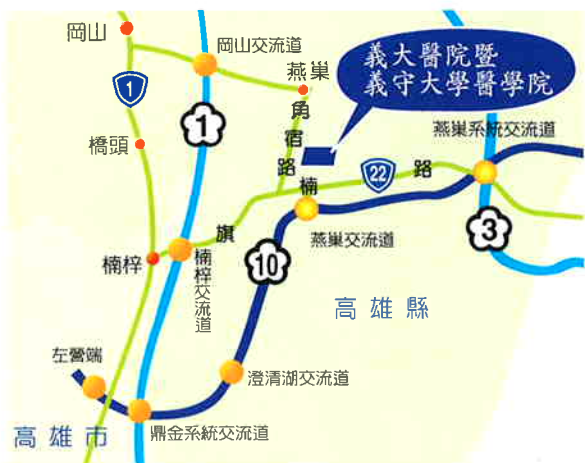 岡山
岡山交流道
義大醫院暨
義守大學醫學院
燕巢
1
1
角宿路
燕巢系統交流道
橋頭
22
楠
路
旗
3
燕巢交流道
楠梓
楠梓交流道
10
高雄縣
左營端
澄清湖交流道
高雄市
鼎金系統交流道